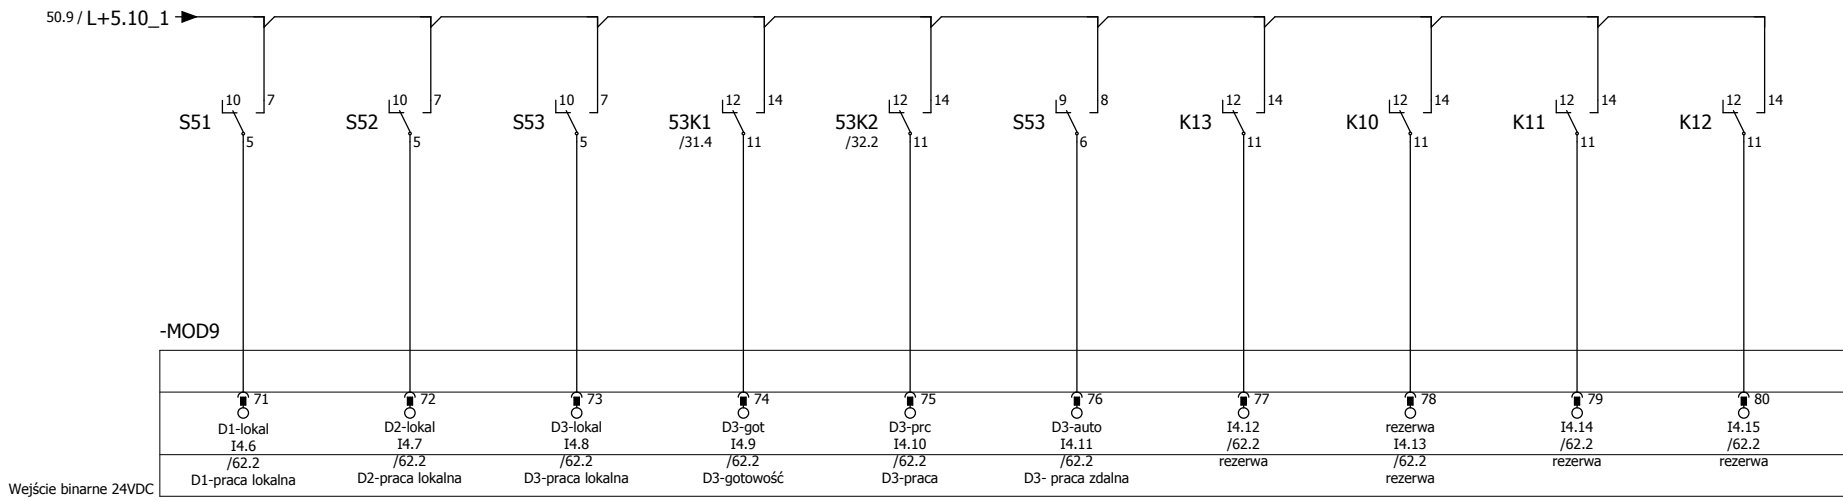 50.9 / L+5.10_1
10 7 10 7 10 7 12 14 12 14 9 8 12 14 12 14 12 14 12 14
S51 S52 S53 53K1 53K2 S53 K13 K10 K11 K12
5 5 5 /31.4 11 /32.2 11 6 11 11 11 11
-MOD9
71 72 73 74 75 76 77 78 79 80
D1-lokal D2-lokal D3-lokal D3-got D3-prc D3-auto I4.12 rezerwa I4.14 I4.15
I4.6 I4.7 I4.8 I4.9 I4.10 I4.11 /62.2 I4.13 /62.2 /62.2
/62.2 /62.2 /62.2 /62.2 /62.2 /62.2 rezerwa /62.2 rezerwa rezerwa
D1-praca lokalna D2-praca lokalna D3-praca lokalna D3-gotowość D3-praca D3- praca zdalna rezerwa
Wejście binarne 24VDC